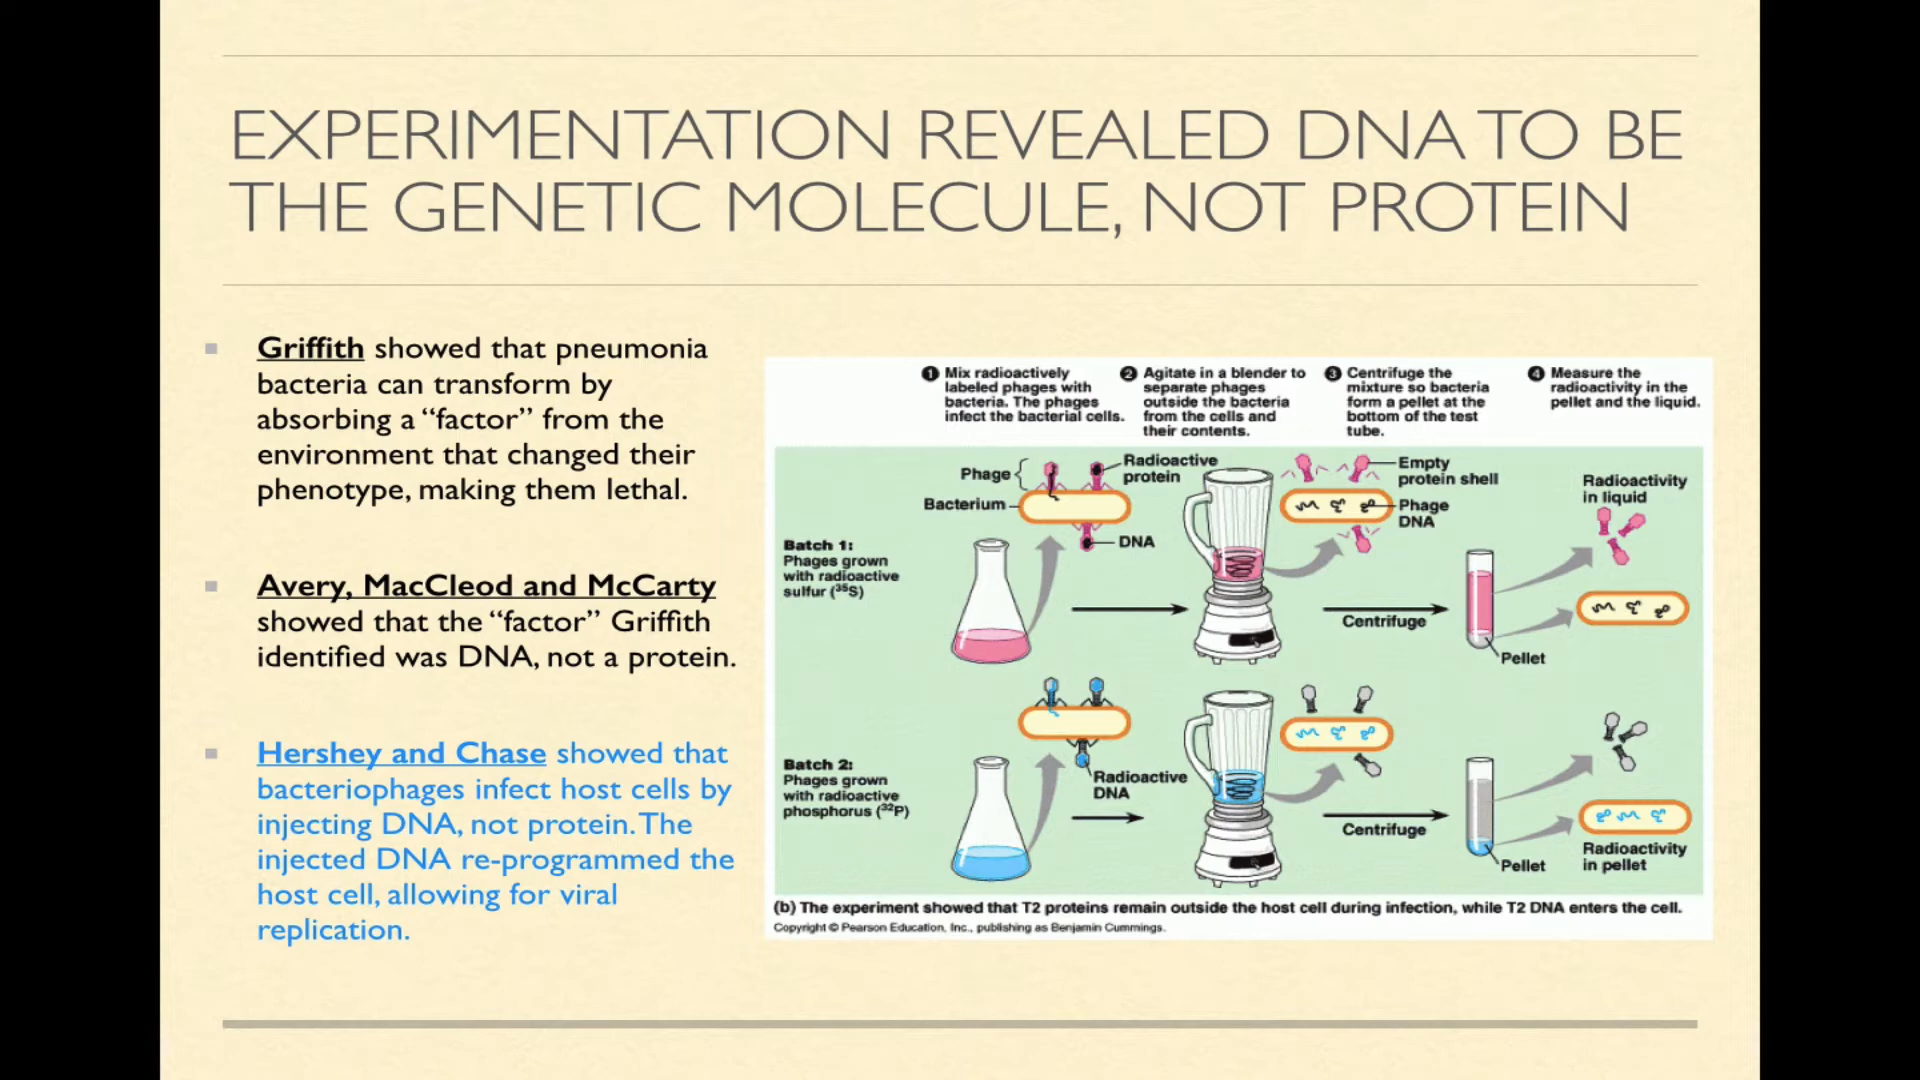 EXPERIMENTATION REVEALED DNA TO BE
THE GENETIC MOLECULE, NOT PROTEIN
Griffith showed that pneumonia
bacteria can transform by
absorbing a “factor” from the
environment that changed their
phenotype, making them lethal.
Avery, MacCleod and McCarty
showed that the “factor” Griffith
identified was DNA, not a protein.
Hershey and Chase showed that
bacteriophages infect host cells by
injecting DNA, not protein. The
injected DNA re-programmed the
host cell, allowing for viral
replication.
1 Mix radioactively
labeled phages with
bacteria. The phages
infect the bacterial cells.
2 Agitate in a blender to
separate phages
outside the bacteria
from the cells and
their contents.
3 Centrifuge the
mixture so bacteria
form a pellet at the
bottom of the test
tube.
4 Measure the
radioactivity in the
pellet and the liquid.
Phage
Radioactive
protein
Bacterium
DNA
Batch 1:
Phages grown
with radioactive
sulfur (³⁵S)
Empty
protein shell
Phage
DNA
Centrifuge
Radioactivity
in liquid
Pellet
Batch 2:
Phages grown
with radioactive
phosphorus (³²P)
Radioactive
DNA
Centrifuge
Pellet
Radioactivity
in pellet
(b) The experiment showed that T2 proteins remain outside the host cell during infection, while T2 DNA enters the cell.
Copyright © Pearson Education, Inc., publishing as Benjamin Cummings.